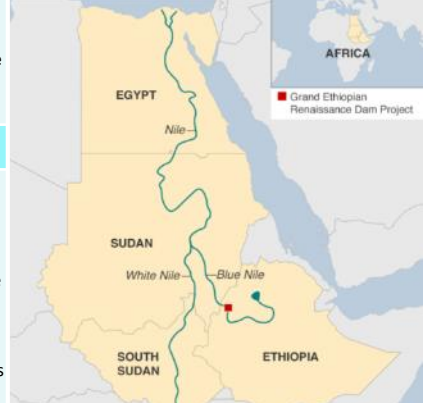 AFRICA
Grand Ethiopian
Renaissance Dam Project
EGYPT
Nile
SUDAN
White Nile
Blue Nile
SOUTH
SUDAN
ETHIOPIA